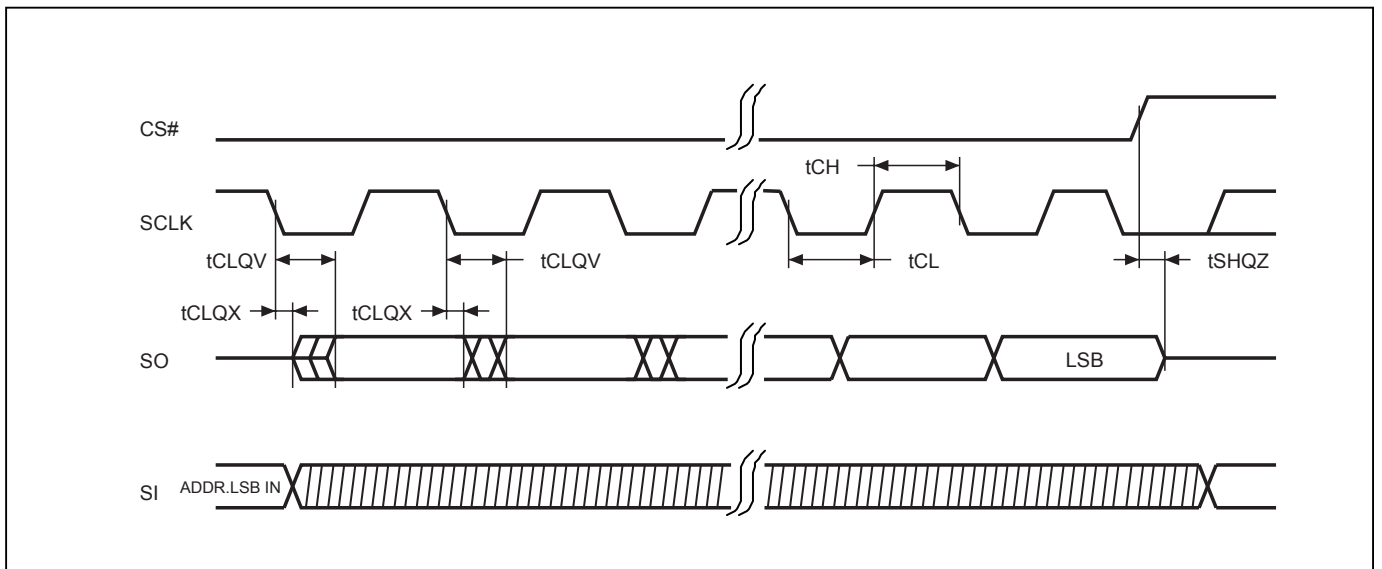 CS#
tCH
SCLK
tCLQV tCLQV tCL tSHQZ
tCLQX tCLQX
SO LSB
SI ADDR.LSB IN